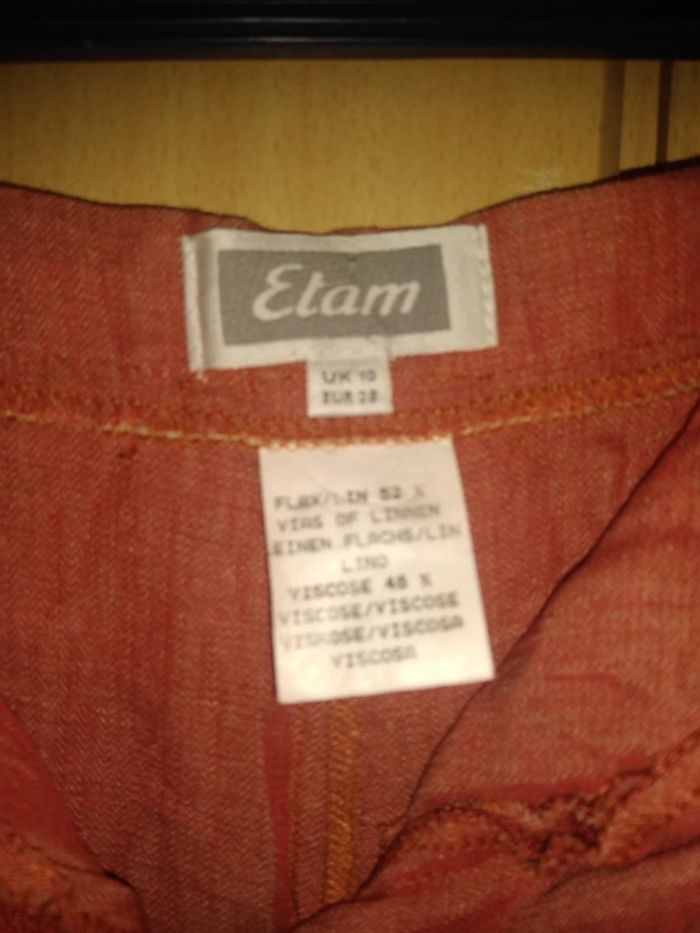 Etam
UK 10
EUR 38
FLAX/LIN 52 %
VLAS OF LINNEN
LEINEN FLACHS/LIN
LINO
VISCOSE 48 %
VISCOSE/VISCOSE
VISKOSE/VISCOSA
VISCOSA